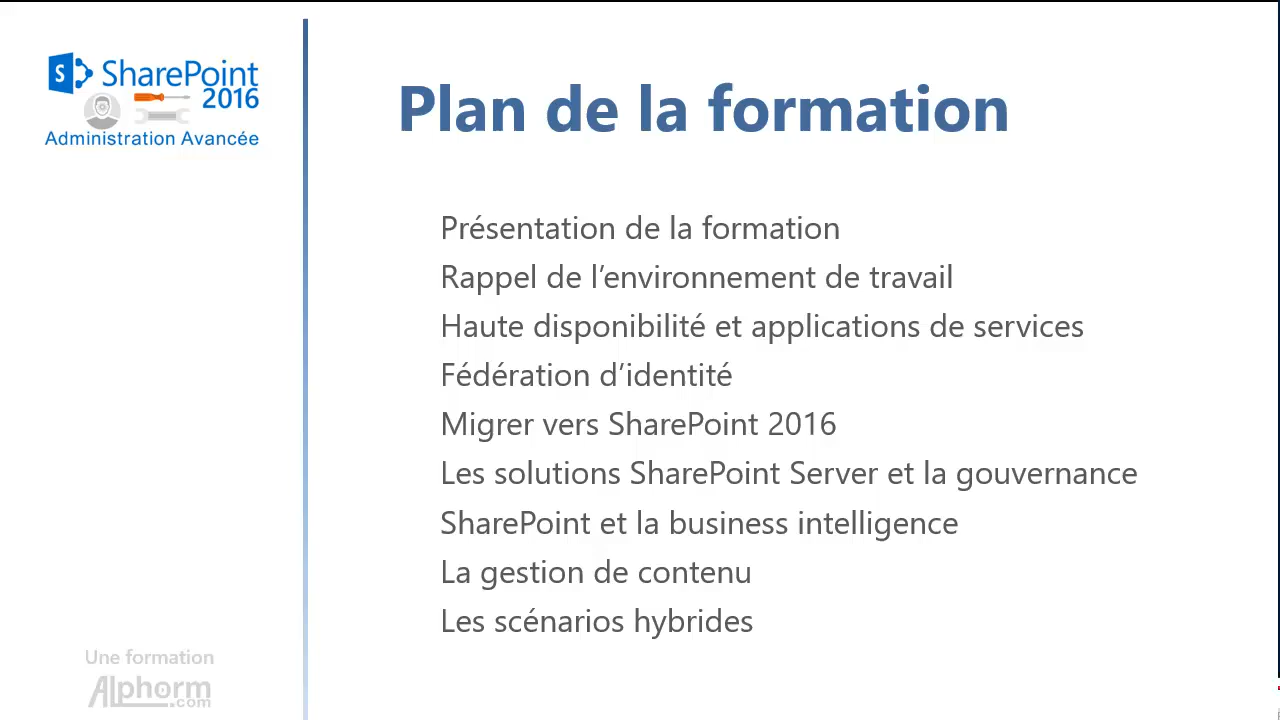 S
SharePoint
2016
Administration Avancée
Plan de la formation
Présentation de la formation
Rappel de l’environnement de travail
Haute disponibilité et applications de services
Fédération d’identité
Migrer vers SharePoint 2016
Les solutions SharePoint Server et la gouvernance
SharePoint et la business intelligence
La gestion de contenu
Les scénarios hybrides
Une formation
Alphorm
.com